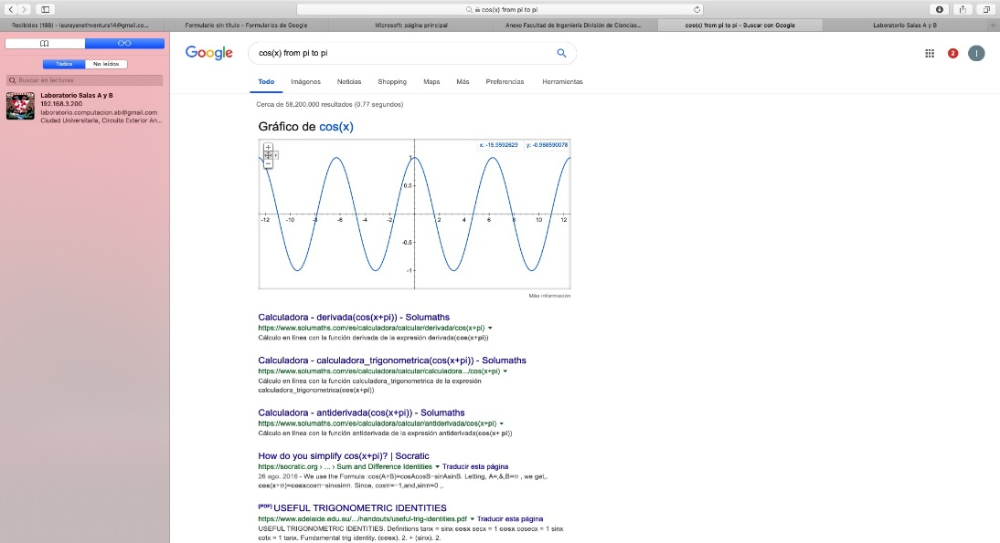 cos(x) from pi to pi
Recibidos (188) - laurayanethventura14@gmail.co...
Formulario sin título - Formularios de Google
Microsoft: página principal
Anexo Facultad de Ingeniería División de Ciencias...
cos(x) from pi to pi - Buscar con Google
Laboratorio Salas A y B
Todos
No leídos
Buscar en lecturas
Laboratorio Salas A y B
192.168.3.200
laboratorio.computacion.ab@gmail.com
Ciudad Universitaria, Circuito Exterior An...
Google
cos(x) from pi to pi
2
I
Todo
Imágenes
Noticias
Shopping
Maps
Más
Preferencias
Herramientas
Cerca de 58,200,000 resultados (0.77 segundos)
Gráfico de cos(x)
x: -15.9592629 y: -0.968590078
1
0.5
-12 -10 -8 -6 -4 -2 2 4 6 8 10 12
-0.5
-1
Más información
Calculadora - derivada(cos(x+pi)) - Solumaths
https://www.solumaths.com/es/calculadora/calcular/derivada/cos(x+pi)
Cálculo en línea con la función derivada de la expresión derivada(cos(x+pi))
Calculadora - calculadora_trigonometrica(cos(x+pi)) - Solumaths
https://www.solumaths.com/es/calculadora/calcular/calculadora.../cos(x+pi)
Cálculo en línea con la función calculadora_trigonometrica de la expresión
calculadora_trigonometrica(cos(x+pi))
Calculadora - antiderivada(cos(x+pi)) - Solumaths
https://www.solumaths.com/es/calculadora/calcular/antiderivada/cos(x+pi)
Cálculo en línea con la función antiderivada de la expresión antiderivada(cos(x+ pi))
How do you simplify cos(x+pi)? | Socratic
https://socratic.org › ... › Sum and Difference Identities Traducir esta página
26 ago. 2016 - We use the Formula :cos(A+B)=cosAcosB−sinAsinB. Letting, A=,&,B=π , we get,.
cos(x+π)=cosxcosπ−sinxsinπ. Since, cosπ=−1,and,sinπ=0 ,.
[PDF] USEFUL TRIGONOMETRIC IDENTITIES
https://www.adelaide.edu.au/.../handouts/useful-trig-identities.pdf Traducir esta página
USEFUL TRIGONOMETRIC IDENTITIES. Definitions tanx = sinx cosx secx = 1 cosx cosecx = 1 sinx
cotx = 1 tanx. Fundamental trig identity. (cosx). 2. + (sinx). 2.